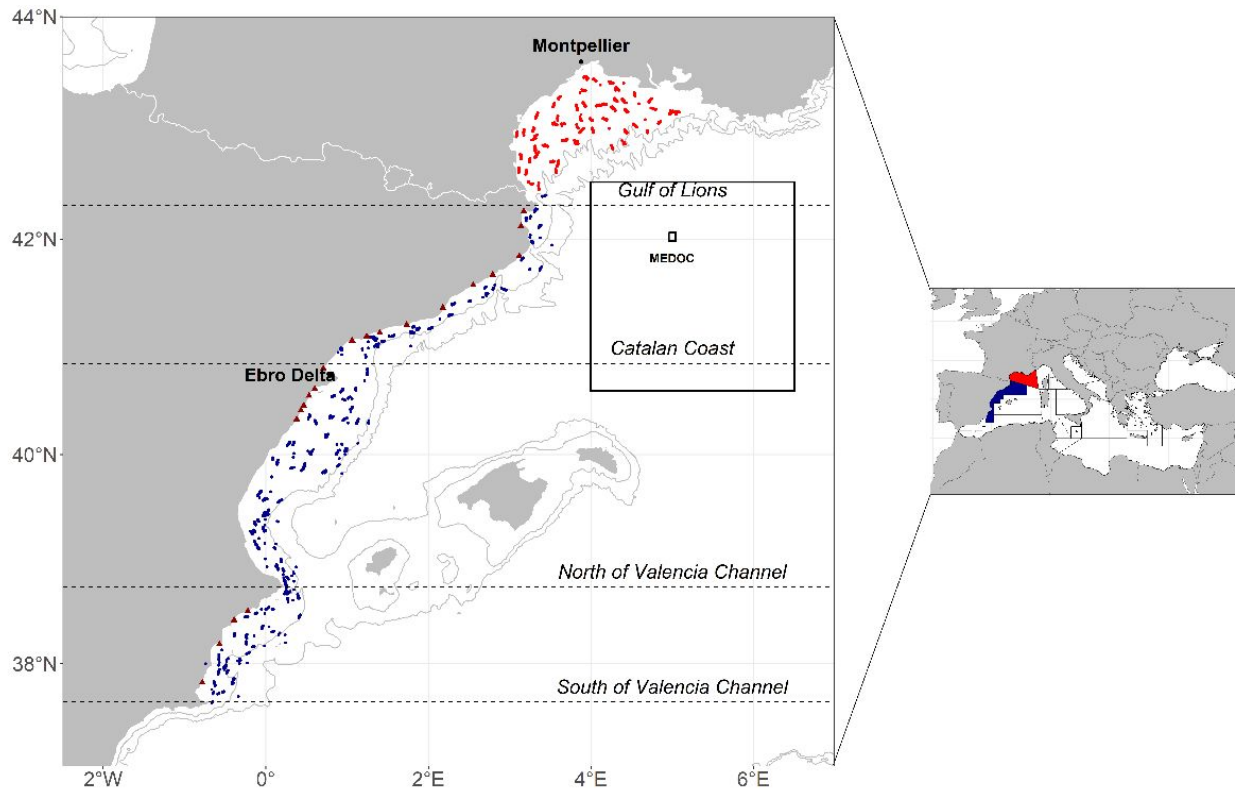 44°N
Montpellier
Gulf of Lions
42°N
MEDOC
Catalan Coast
Ebro Delta
40°N
North of Valencia Channel
38°N
South of Valencia Channel
2°W
0°
2°E
4°E
6°E